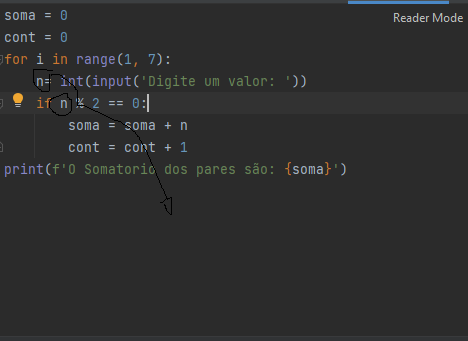 Reader Mode
soma = 0
cont = 0
for i in range(1, 7):
    n= int(input('Digite um valor: '))
    if n % 2 == 0:
        soma = soma + n
        cont = cont + 1
print(f'O Somatorio dos pares são: {soma}')